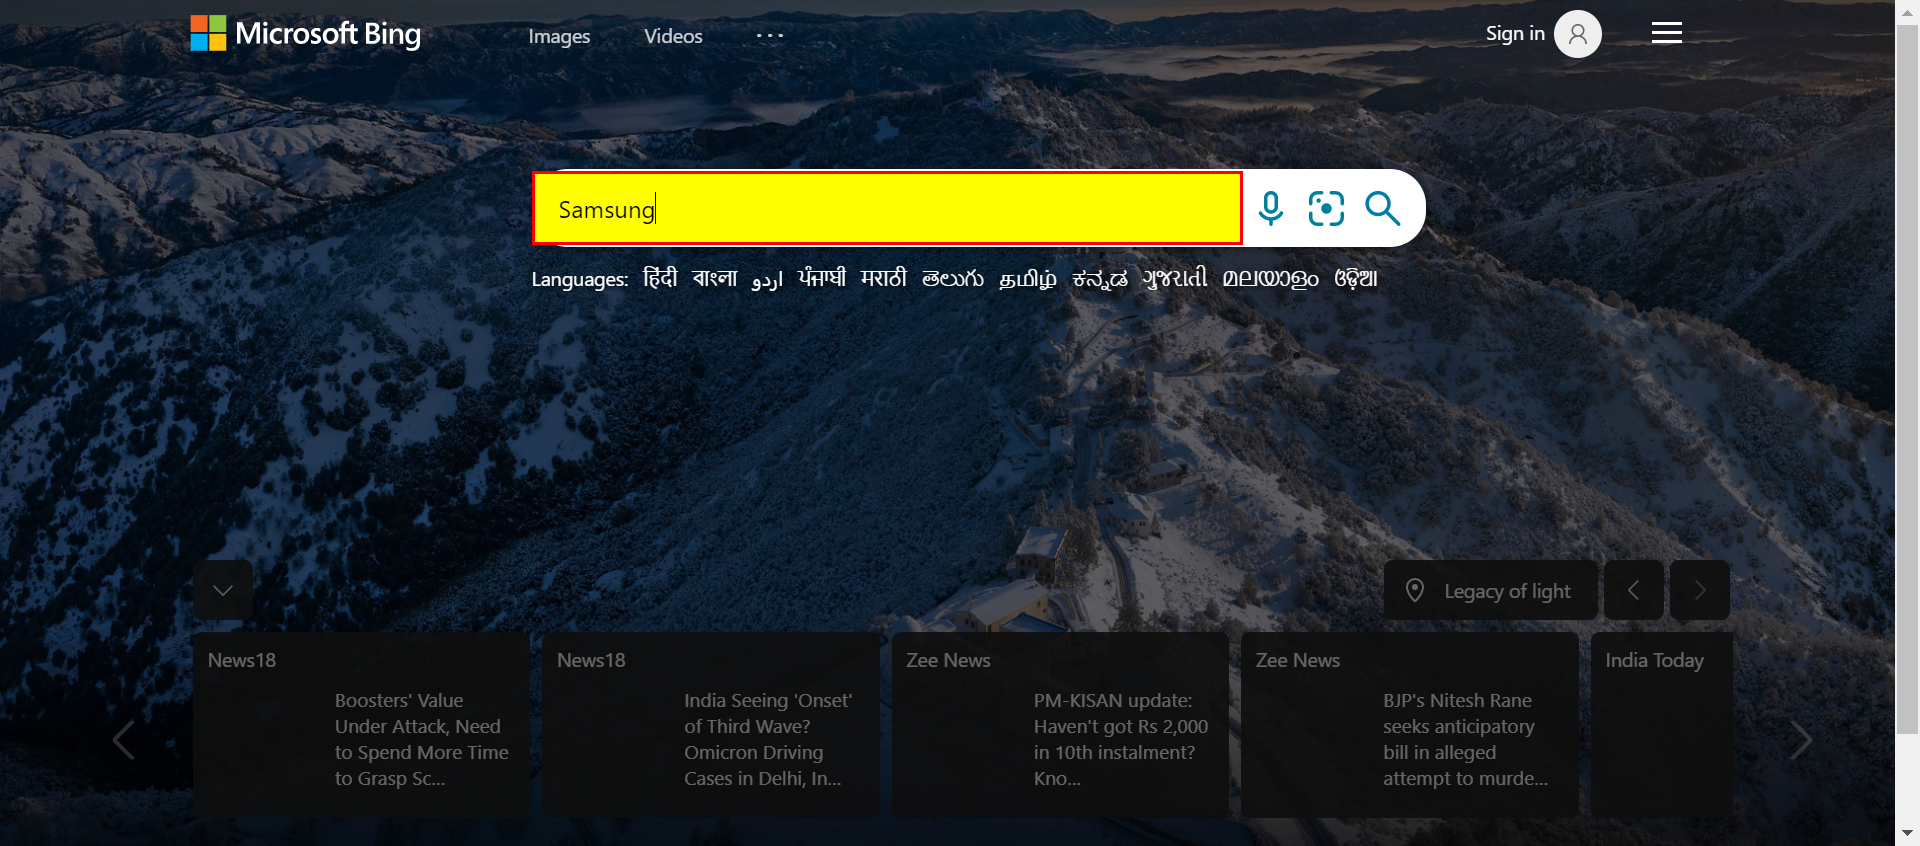 Microsoft Bing
Images Videos ...
Sign in
Samsung
Languages: हिंदी বাংলা اردو ਪੰਜਾਬੀ मराठी తెలుగు தமிழ் ಕನ್ನಡ ગુજરાતી മലയാളം ଓଡ଼ିଆ
Legacy of light
News18
Boosters' Value
Under Attack, Need
to Spend More Time
to Grasp Sc...
News18
India Seeing 'Onset'
of Third Wave?
Omicron Driving
Cases in Delhi, In...
Zee News
PM-KISAN update:
Haven't got Rs 2,000
in 10th instalment?
Kno...
Zee News
BJP's Nitesh Rane
seeks anticipatory
bill in alleged
attempt to murde...
India Today